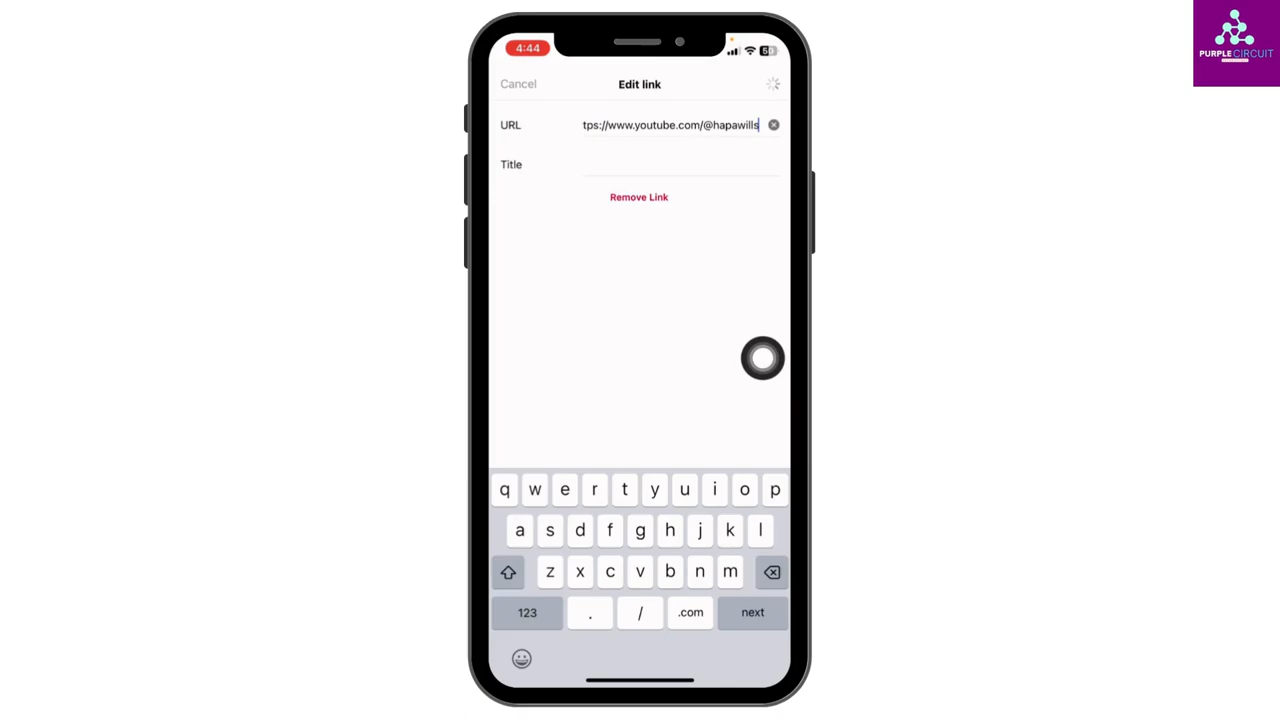 4:44
50
Cancel
Edit link
URL
tps://www.youtube.com/@hapawills
Title
Remove Link
q w e r t y u i o p
a s d f g h j k l
z x c v b n m
123 . / .com next
PURPLE CIRCUIT